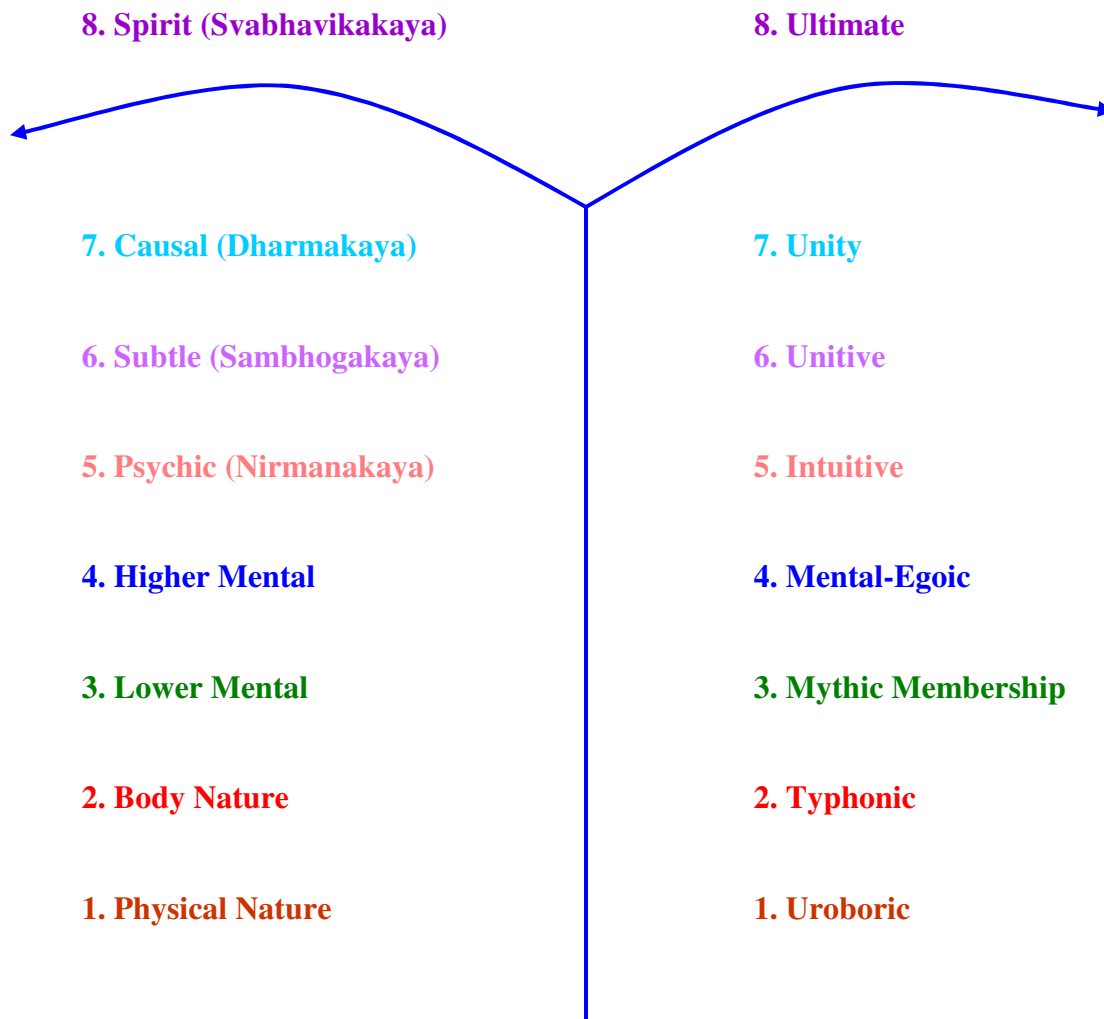 8. Spirit (Svabhavikakaya)
8. Ultimate
7. Causal (Dharmakaya)
7. Unity
6. Subtle (Sambhogakaya)
6. Unitive
5. Psychic (Nirmanakaya)
5. Intuitive
4. Higher Mental
4. Mental-Egoic
3. Lower Mental
3. Mythic Membership
2. Body Nature
2. Typhonic
1. Physical Nature
1. Uroboric